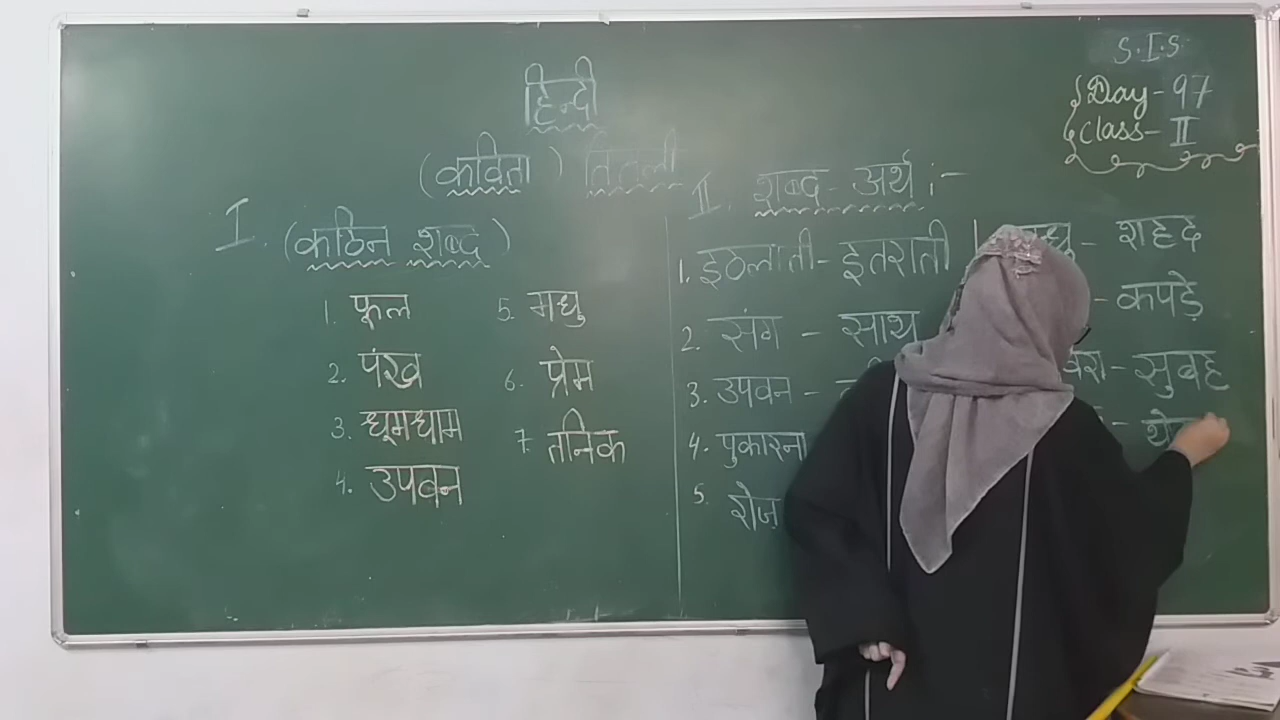 S.I.S
Day - 97
Class - II
हिन्दी
(कविता) तितली
I. (कठिन शब्द)
1. फूल
2. पंख
3. धूमधाम
4. उपवन
5. मधु
6. प्रेम
7. तनिक
II. शब्द - अर्थ :-
1. इठलाती - इतराती
2. संग - साथ
3. उपवन -
4. पुकारना
5. रोज़
- शहद
- कपड़े
- सुबह
-